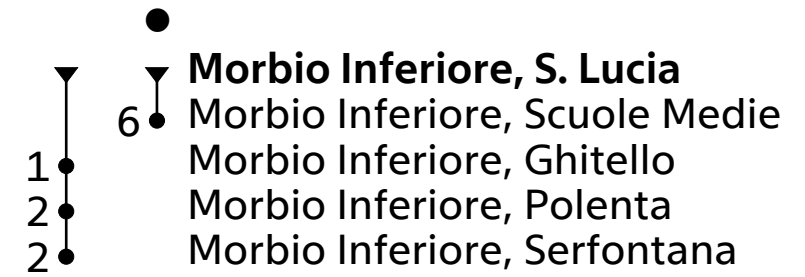 Morbio Inferiore, S. Lucia
6 Morbio Inferiore, Scuole Medie
1 Morbio Inferiore, Ghitello
2 Morbio Inferiore, Polenta
2 Morbio Inferiore, Serfontana